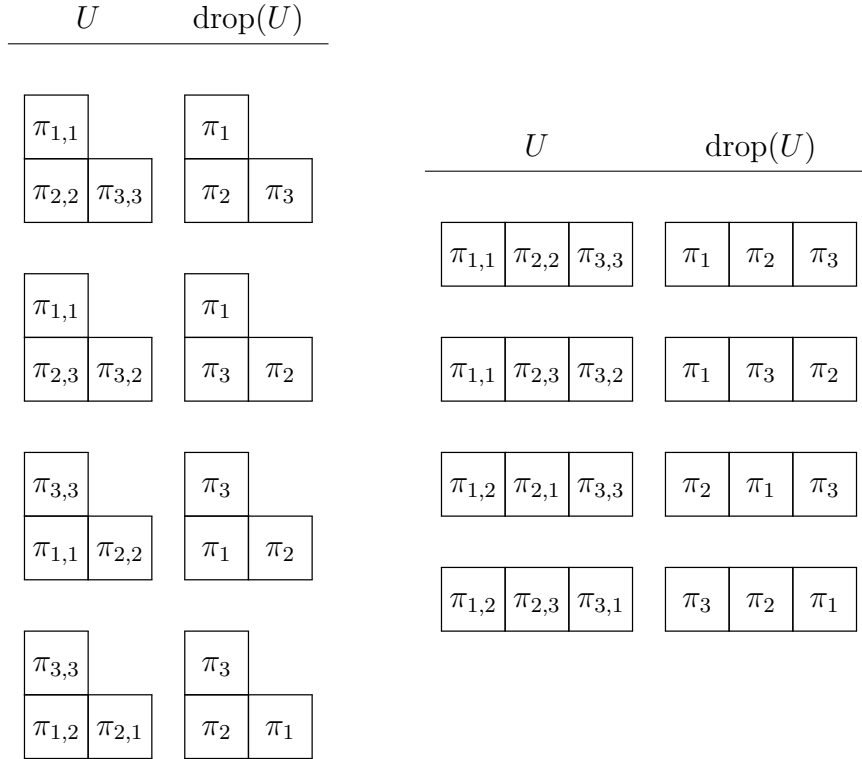 U drop(U)
π₁,₁ π₁
π₂,₂ π₃,₃ π₂ π₃
π₁,₁ π₁
π₂,₃ π₃,₂ π₃ π₂
π₃,₃ π₃
π₁,₁ π₂,₂ π₁ π₂
π₃,₃ π₃
π₁,₂ π₂,₁ π₂ π₁
U drop(U)
π₁,₁ π₂,₂ π₃,₃ π₁ π₂ π₃
π₁,₁ π₂,₃ π₃,₂ π₁ π₃ π₂
π₁,₂ π₂,₁ π₃,₃ π₂ π₁ π₃
π₁,₂ π₂,₃ π₃,₁ π₃ π₂ π₁